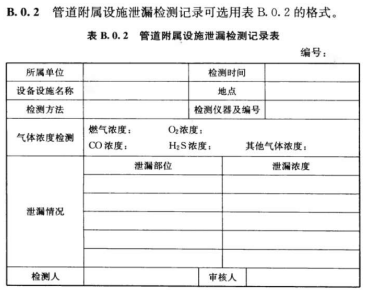 B.0.2 管道附属设施泄漏检测记录可选用表 B.0.2 的格式。
表 B.0.2 管道附属设施泄漏检测记录表
编号：
所属单位 检测时间
设备设施名称 地点
检测方法 检测仪器及编号
气体浓度检测
燃气浓度： O₂浓度：
CO 浓度： H₂S 浓度： 其他气体浓度：
泄漏情况
泄漏部位 泄漏浓度
检测人 审核人